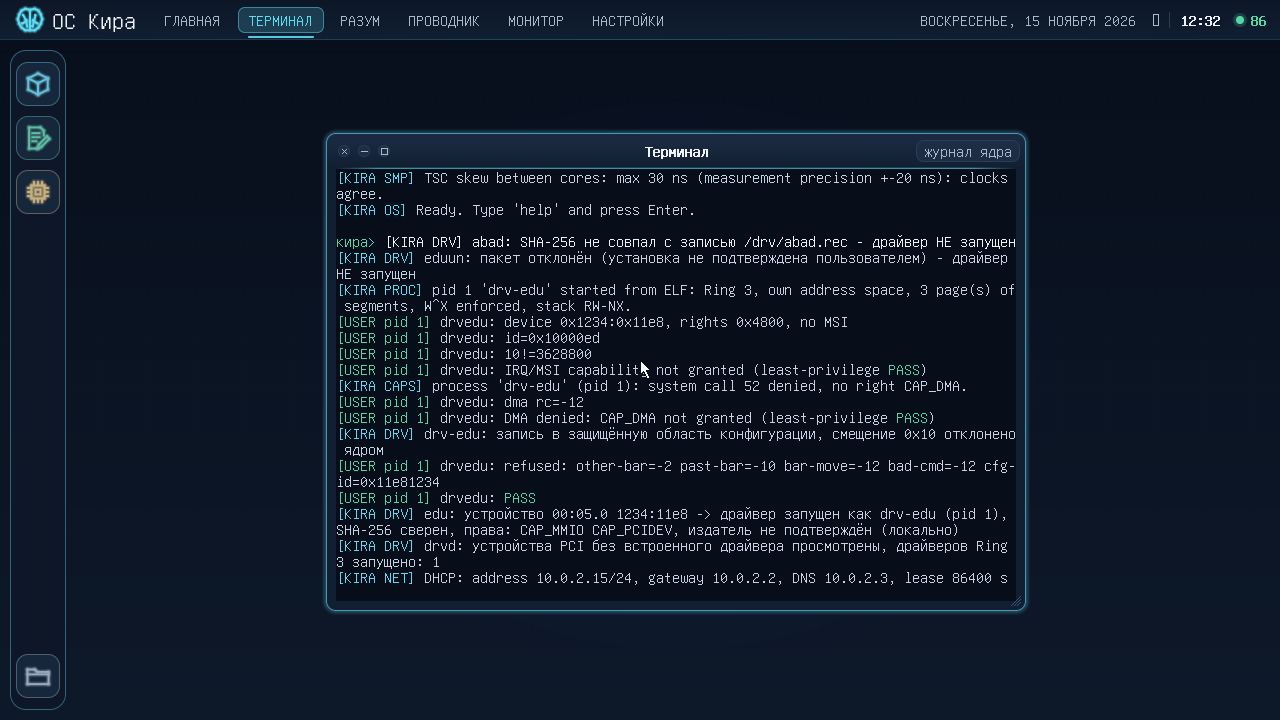 ОС Кира
ГЛАВНАЯ ТЕРМИНАЛ РАЗУМ ПРОВОДНИК МОНИТОР НАСТРОЙКИ
ВОСКРЕСЕНЬЕ, 15 НОЯБРЯ 2026 12:32 86
Терминал
журнал ядра
[KIRA SMP] TSC skew between cores: max 30 ns (measurement precision +-20 ns): clocks
agree.
[KIRA OS] Ready. Type 'help' and press Enter.
кира> [KIRA DRV] abad: SHA-256 не совпал с записью /drv/abad.rec - драйвер НЕ запущен
[KIRA DRV] eduun: пакет отклонён (установка не подтверждена пользователем) - драйвер
НЕ запущен
[KIRA PROC] pid 1 'drv-edu' started from ELF: Ring 3, own address space, 3 page(s) of
segments, W^X enforced, stack RW-NX.
[USER pid 1] drvedu: device 0x1234:0x11e8, rights 0x4800, no MSI
[USER pid 1] drvedu: id=0x10000ed
[USER pid 1] drvedu: 10!=3628800
[USER pid 1] drvedu: IRQ/MSI capability not granted (least-privilege PASS)
[KIRA CAPS] process 'drv-edu' (pid 1): system call 52 denied, no right CAP_DMA.
[USER pid 1] drvedu: dma rc=-12
[USER pid 1] drvedu: DMA denied: CAP_DMA not granted (least-privilege PASS)
[KIRA DRV] drv-edu: запись в защищённую область конфигурации, смещение 0x10 отклонено
ядром
[USER pid 1] drvedu: refused: other-bar=-2 past-bar=-10 bar-move=-12 bad-cmd=-12 cfg-
id=0x11e81234
[USER pid 1] drvedu: PASS
[KIRA DRV] edu: устройство 00:05.0 1234:11e8 -> драйвер запущен как drv-edu (pid 1),
SHA-256 сверен, права: CAP_MMIO CAP_PCIDEV, издатель не подтверждён (локально)
[KIRA DRV] drvd: устройства PCI без встроенного драйвера просмотрены, драйверов Ring
3 запущено: 1
[KIRA NET] DHCP: address 10.0.2.15/24, gateway 10.0.2.2, DNS 10.0.2.3, lease 86400 s